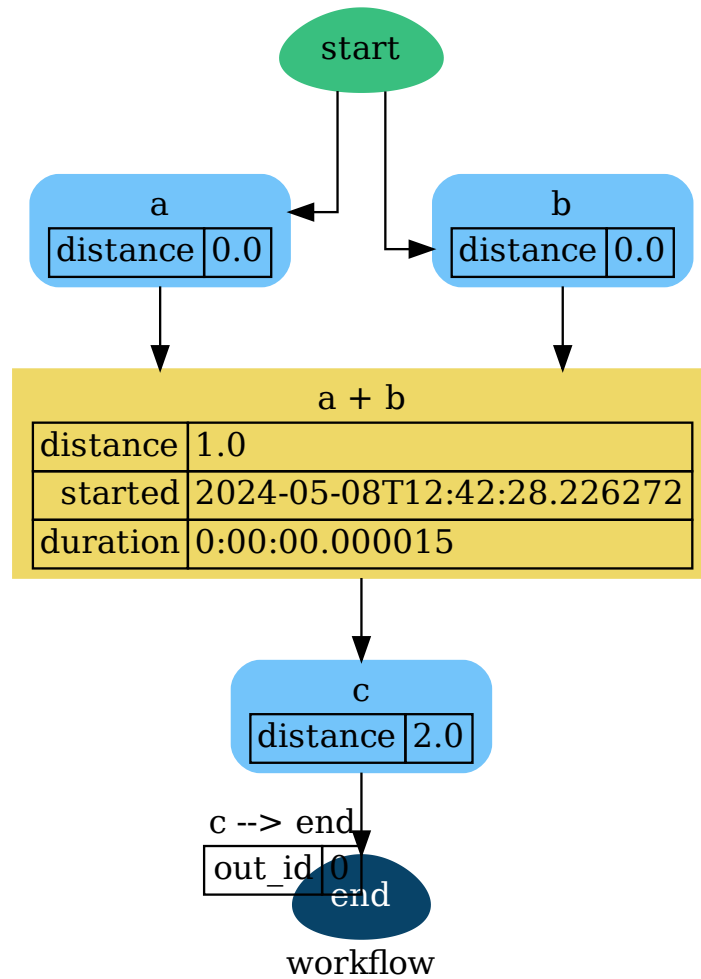 start
a
distance 0.0
b
distance 0.0
a + b
distance 1.0
started 2024-05-08T12:42:28.226272
duration 0:00:00.000015
c
distance 2.0
c --> end
out_id 0
end
workflow